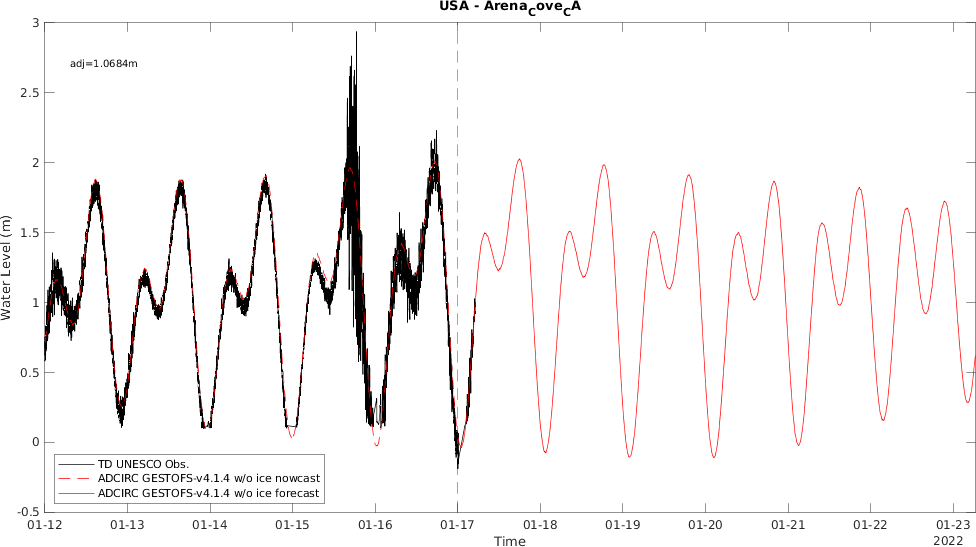 USA - ArenaCoveCA
adj=1.0684m
3
2.5
2
1.5
1
0.5
0
-0.5
Water Level (m)
TD UNESCO Obs.
ADCIRC GESTOFS-v4.1.4 w/o ice nowcast
ADCIRC GESTOFS-v4.1.4 w/o ice forecast
01-12 01-13 01-14 01-15 01-16 01-17 01-18 01-19 01-20 01-21 01-22 01-23
2022
Time